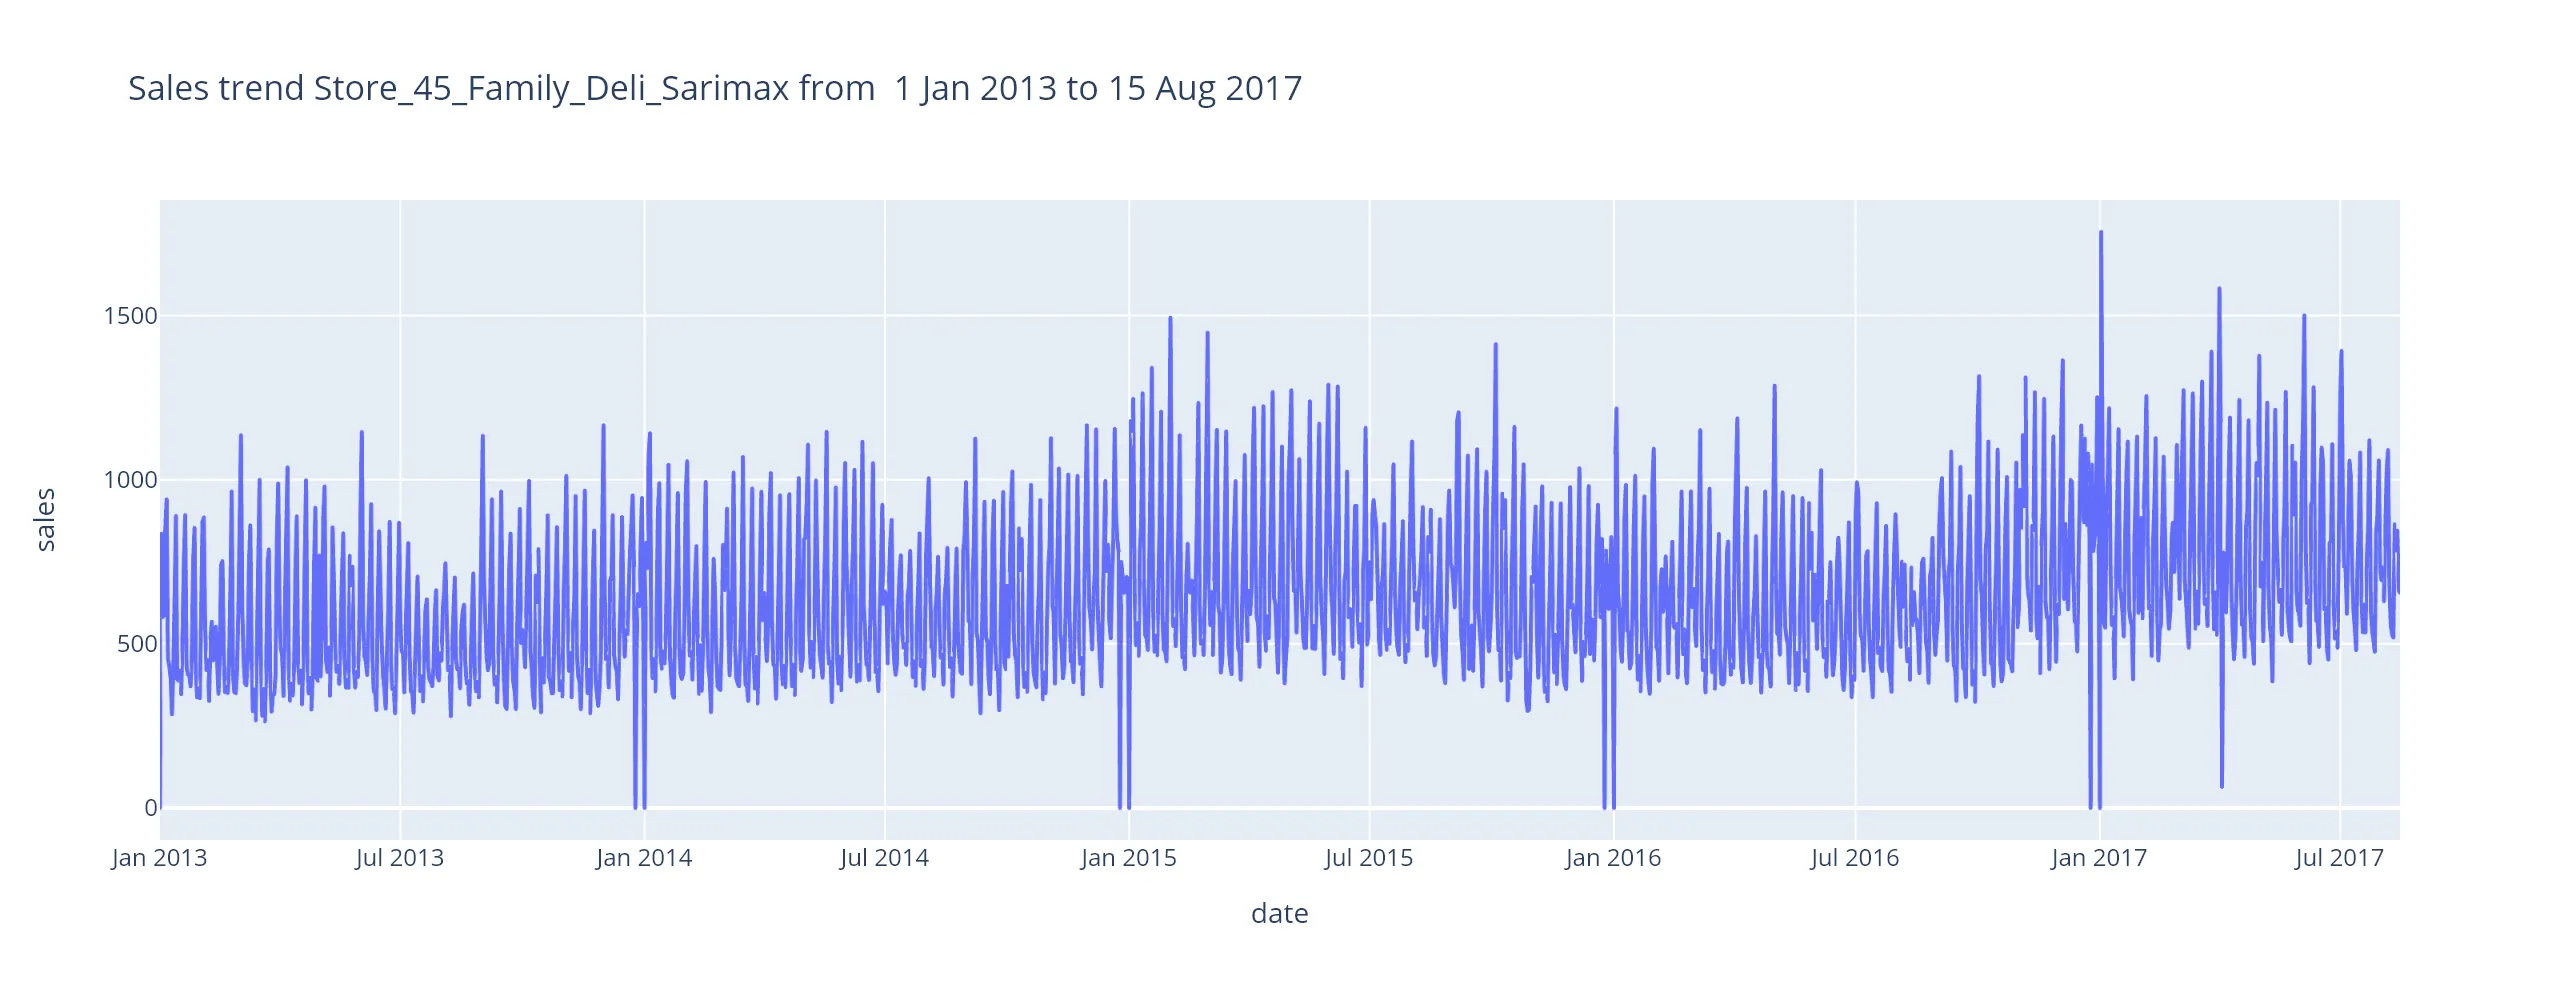 Sales trend Store_45_Family_Deli_Sarimax from  1 Jan 2013 to 15 Aug 2017
sales
1500
1000
500
0
Jan 2013 Jul 2013 Jan 2014 Jul 2014 Jan 2015 Jul 2015 Jan 2016 Jul 2016 Jan 2017 Jul 2017
date